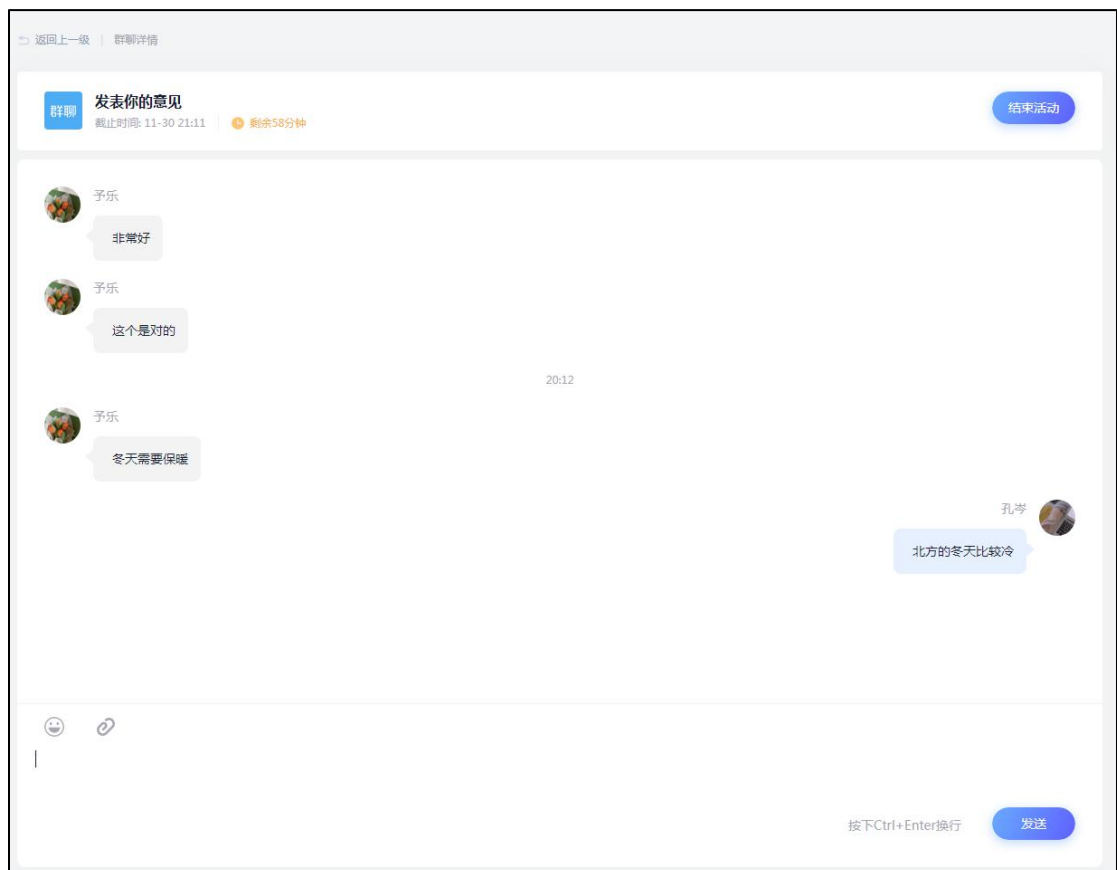 返回上一级 | 群聊详情
群聊
发表你的意见
结束活动
截止时间: 11-30 21:11
剩余58分钟
予乐
非常好
予乐
这个是对的
20:12
予乐
冬天需要保暖
孔岑
北方的冬天比较冷
按下Ctrl+Enter换行
发送